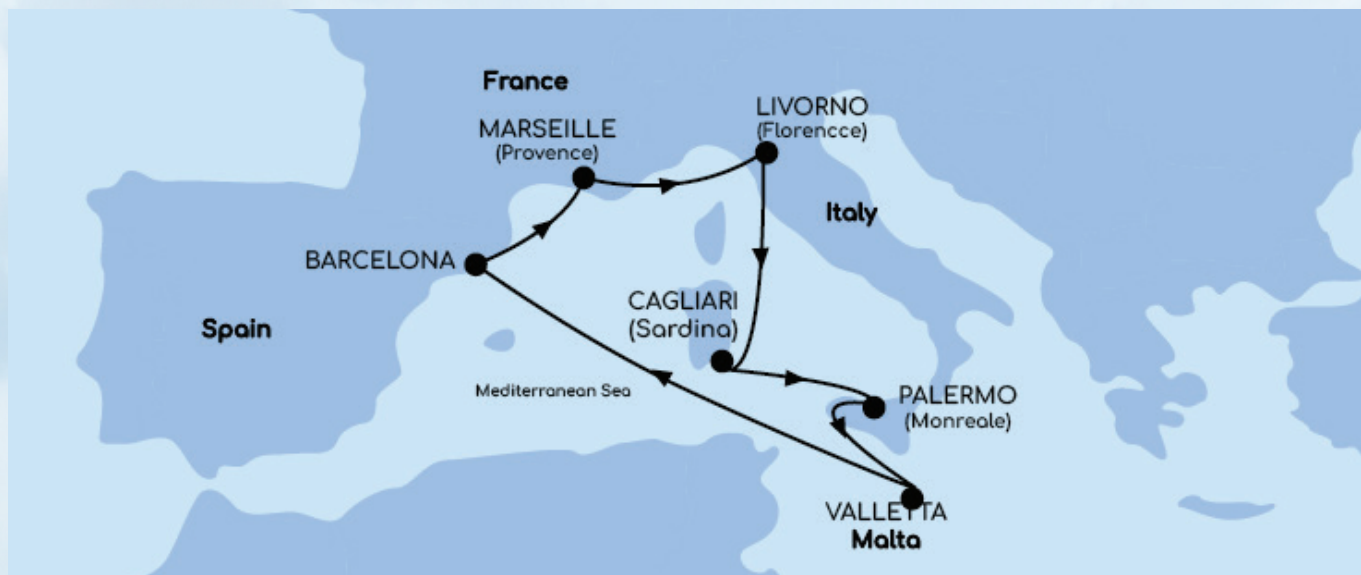 France
MARSEILLE
(Provence)
LIVORNO
(Florencce)
Italy
BARCELONA
CAGLIARI
(Sardina)
Spain
Mediterranean Sea
PALERMO
(Monreale)
VALLETTA
Malta